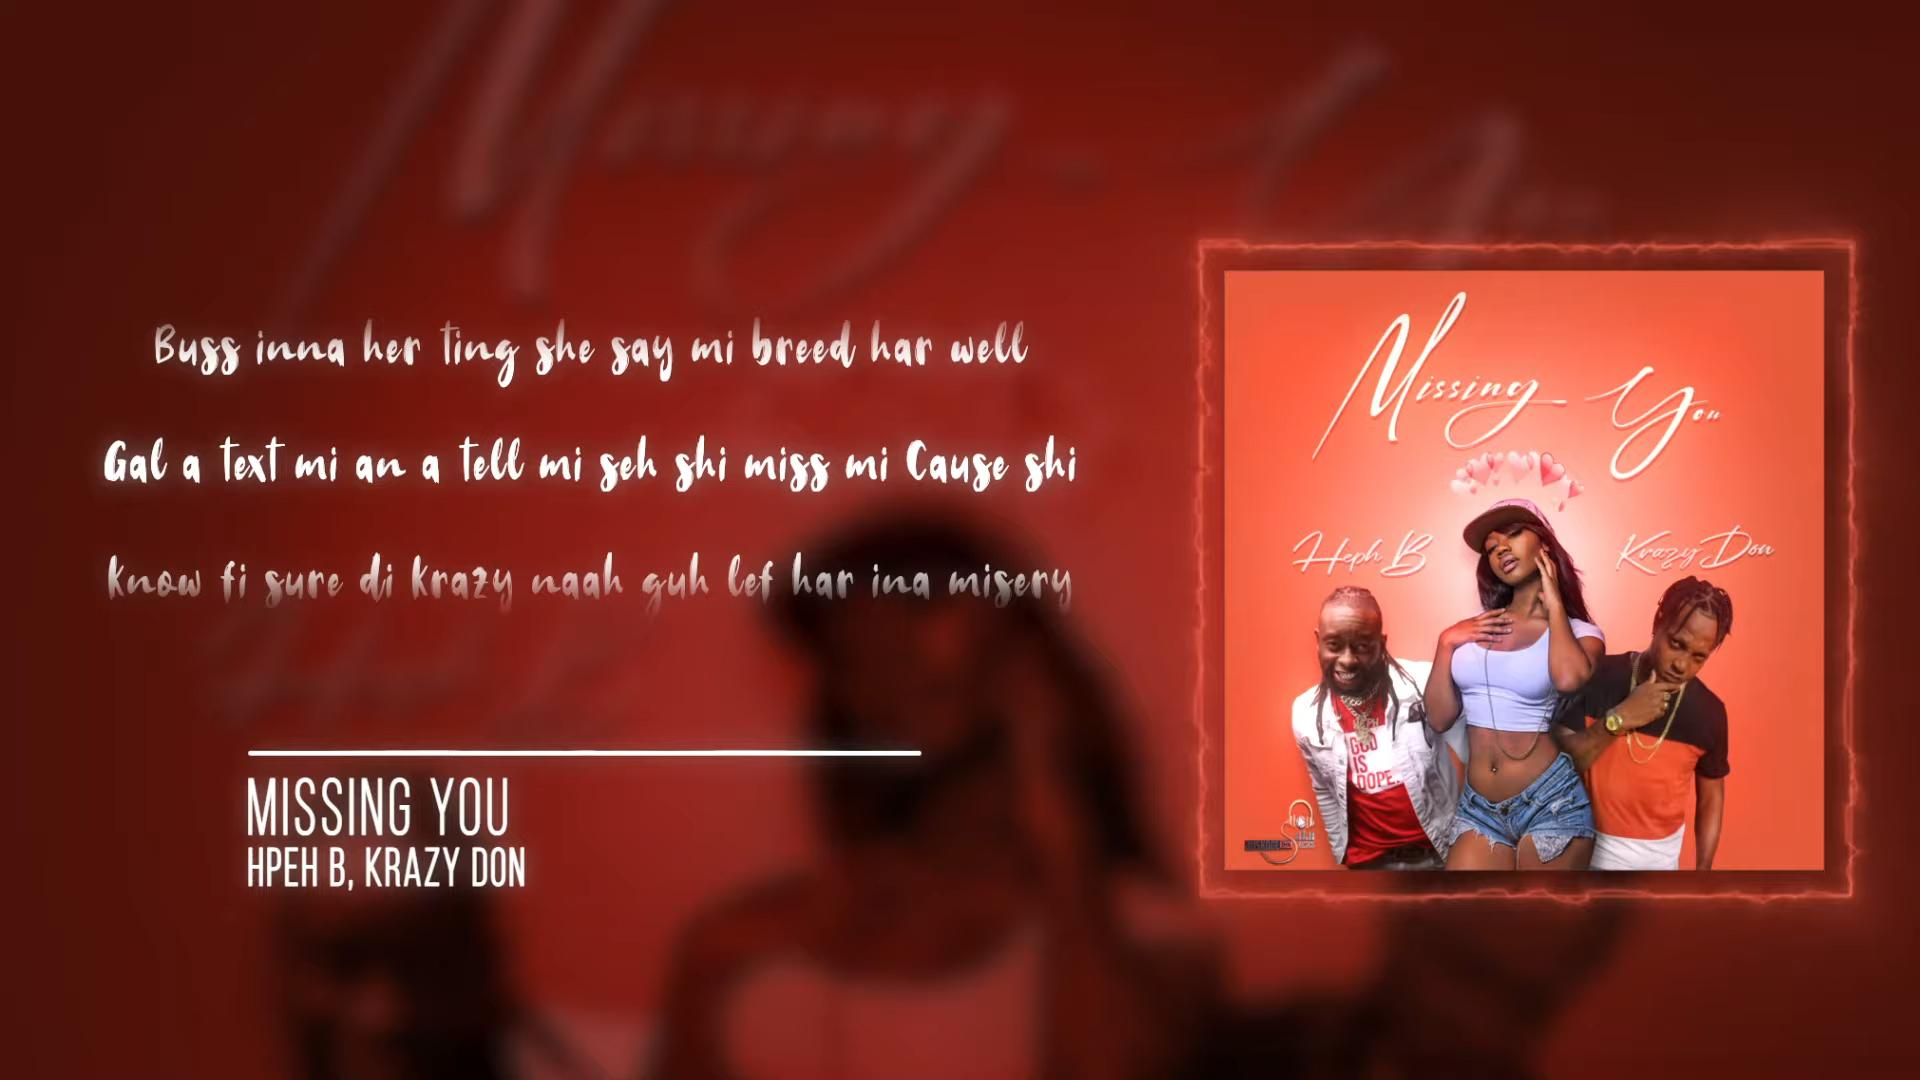 Buss inna her ting she say mi breed har well
Gal a text mi an a tell mi seh shi miss mi Cause shi
know fi sure di krazy naah guh lef har ina misery
MISSING YOU
HPEH B, KRAZY DON
Missing You
Heph B
Krazy Don
GOD
IS
DOPE.